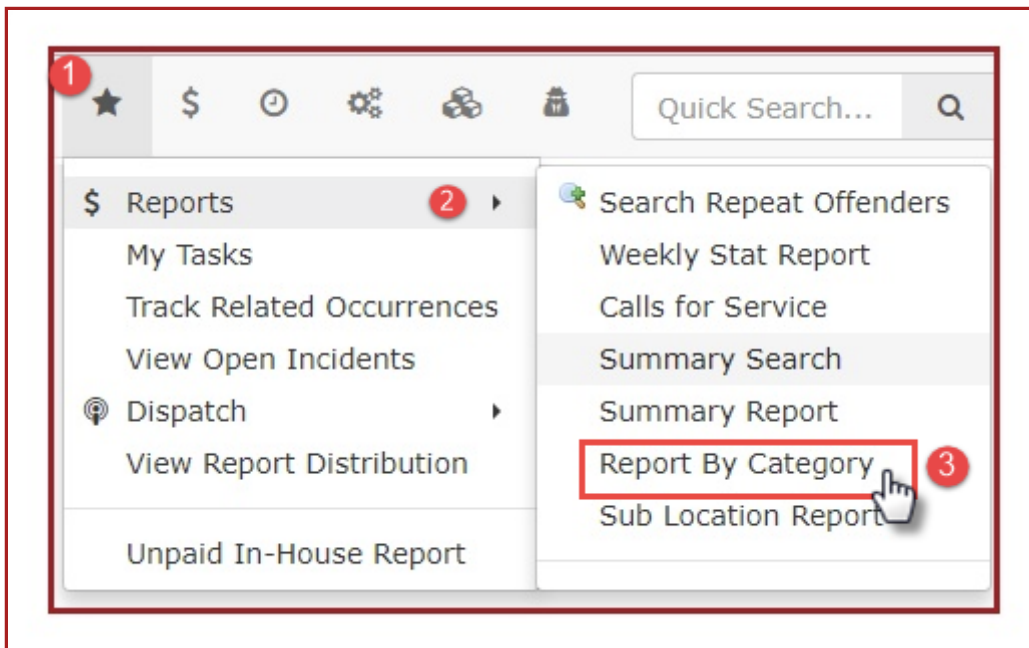 1
$
Quick Search...
$ Reports 2
My Tasks
Track Related Occurrences
View Open Incidents
Dispatch
View Report Distribution
Unpaid In-House Report
Search Repeat Offenders
Weekly Stat Report
Calls for Service
Summary Search
Summary Report
Report By Category 3
Sub Location Report